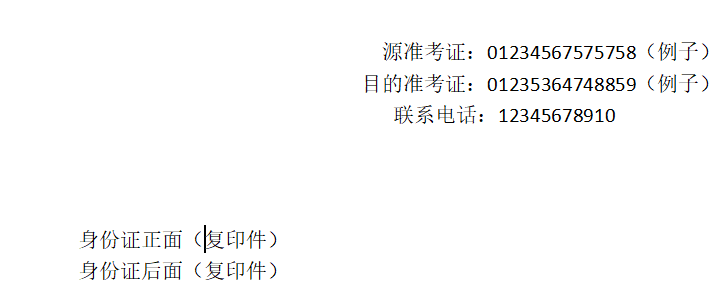 源准考证：01234567575758（例子）
目的准考证：01235364748859（例子）
联系电话：12345678910
身份证正面（复印件）
身份证后面（复印件）